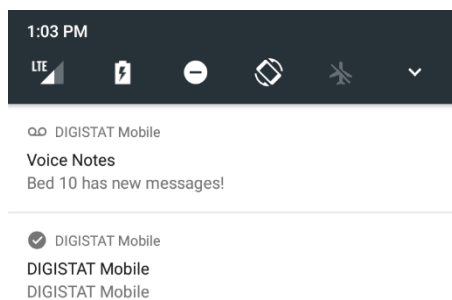 1:03 PM
LTE
DIGISTAT Mobile
Voice Notes
Bed 10 has new messages!
DIGISTAT Mobile
DIGISTAT Mobile
DIGISTAT Mobile